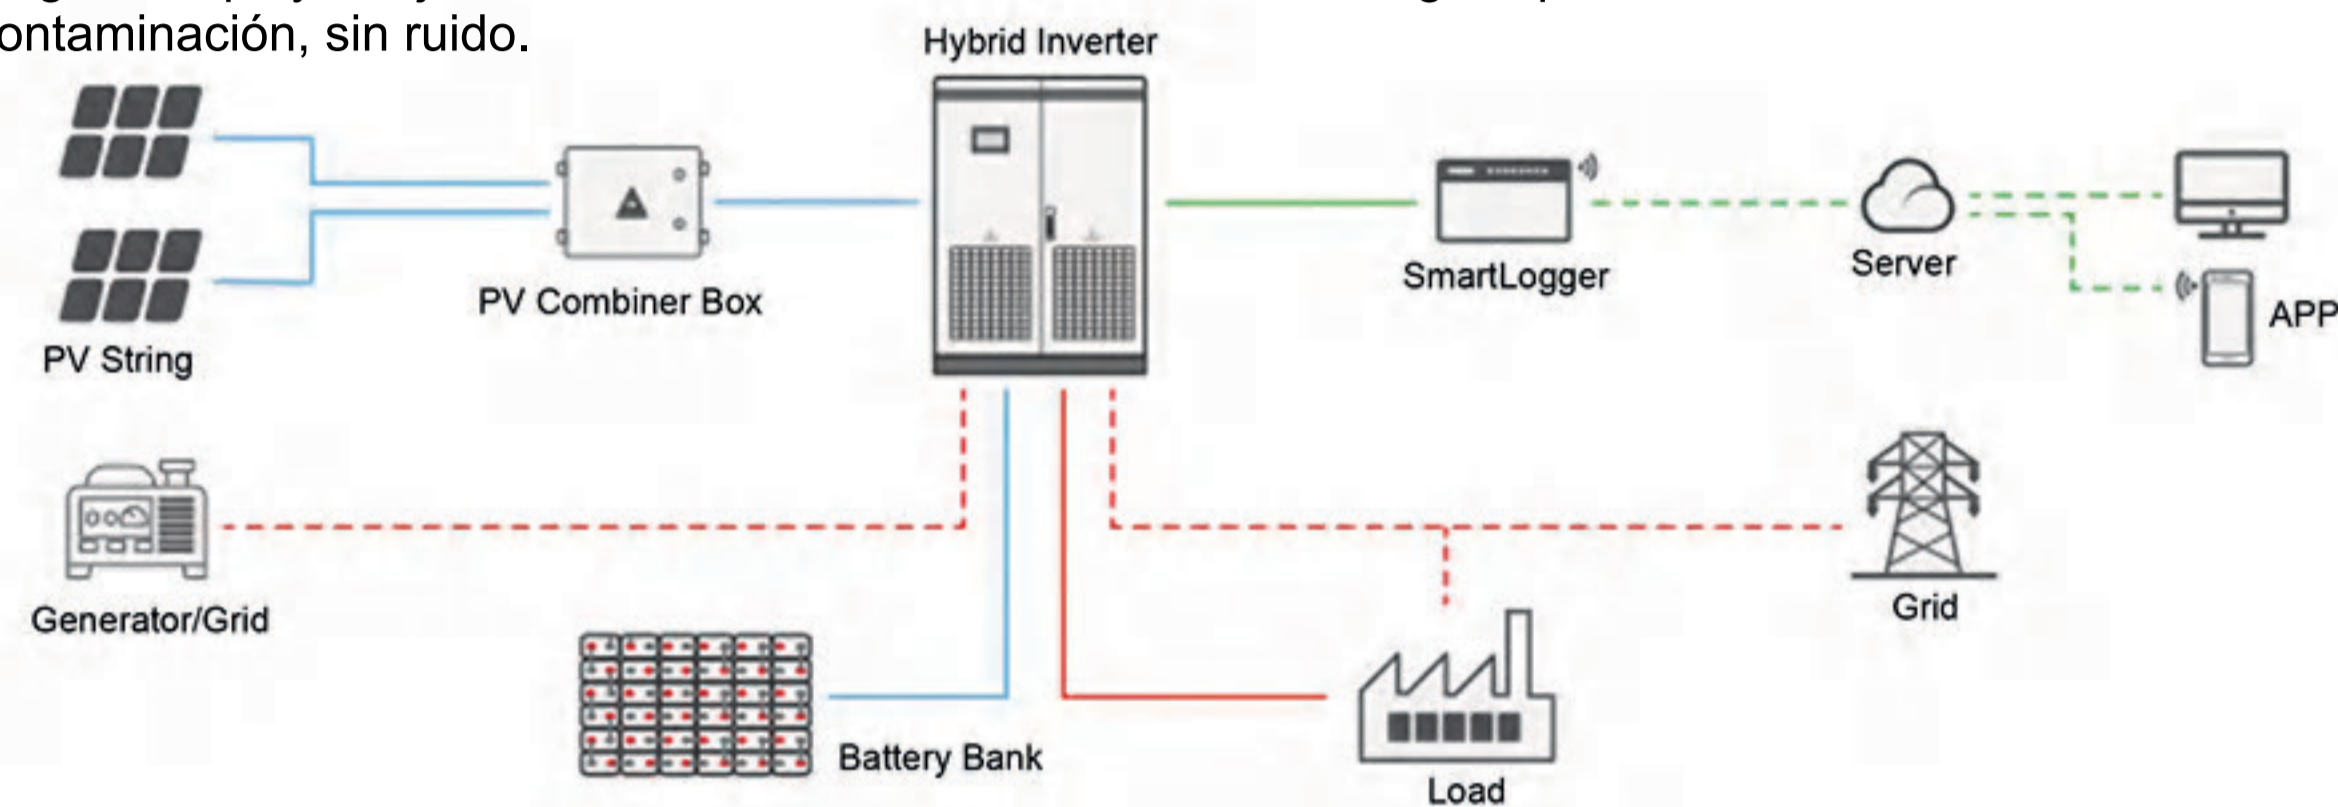 ontaminación, sin ruido.
Hybrid Inverter
PV Combiner Box
PV String
SmartLogger
Server
APP
Generator/Grid
Grid
Battery Bank
Load